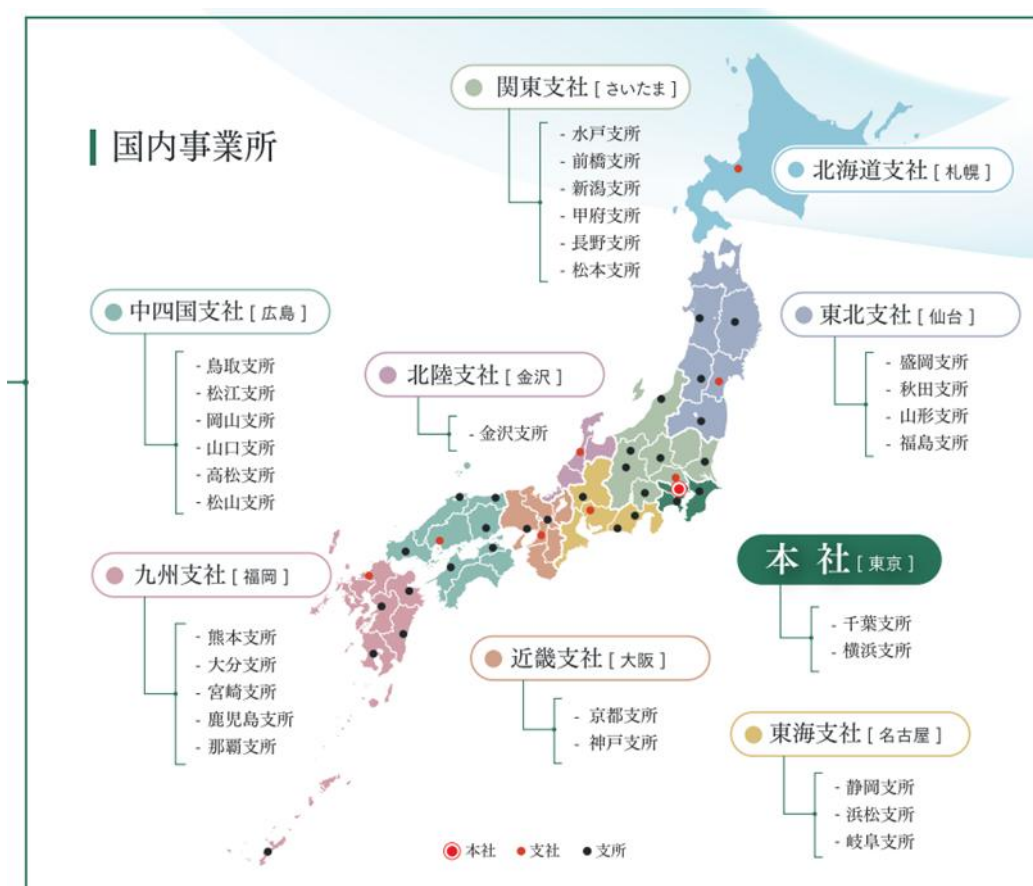 国内事業所
関東支社 [ さいたま ]
- 水戸支所
- 前橋支所
- 新潟支所
- 甲府支所
- 長野支所
- 松本支所
北海道支社 [ 札幌 ]
中四国支社 [ 広島 ]
- 鳥取支所
- 松江支所
- 岡山支所
- 山口支所
- 高松支所
- 松山支所
北陸支社 [ 金沢 ]
- 金沢支所
東北支社 [ 仙台 ]
- 盛岡支所
- 秋田支所
- 山形支所
- 福島支所
九州支社 [ 福岡 ]
- 熊本支所
- 大分支所
- 宮崎支所
- 鹿児島支所
- 那覇支所
本 社 [ 東京 ]
- 千葉支所
- 横浜支所
近畿支社 [ 大阪 ]
- 京都支所
- 神戸支所
東海支社 [ 名古屋 ]
- 静岡支所
- 浜松支所
- 岐阜支所
本社 支社 支所